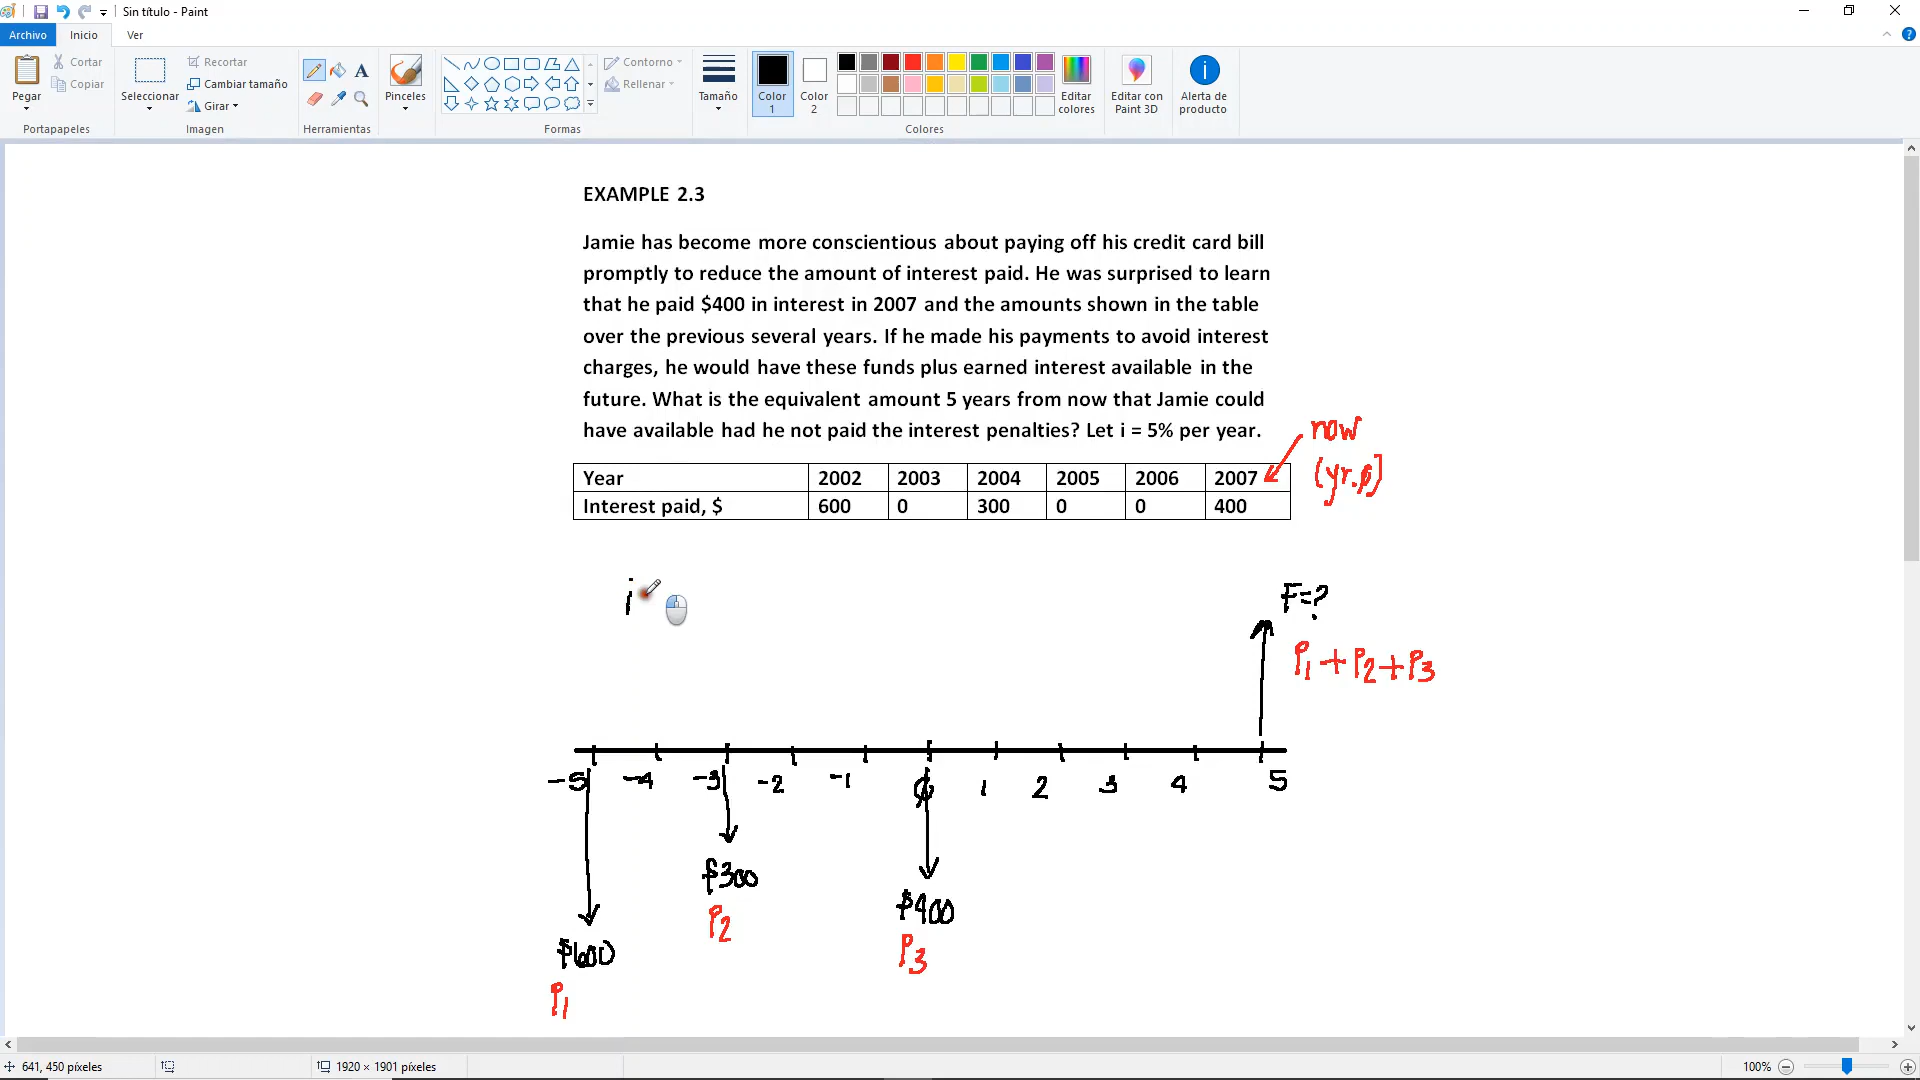 Sin título - Paint
Archivo Inicio Ver
Pegar Cortar Copiar Portapapeles
Seleccionar Recortar Cambiar tamaño Girar Imagen
Herramientas
Pinceles
Contorno Rellenar Formas
Tamaño
Color 1 Color 2 Editar colores Colores
Editar con Paint 3D
Alerta de producto
EXAMPLE 2.3
Jamie has become more conscientious about paying off his credit card bill
promptly to reduce the amount of interest paid. He was surprised to learn
that he paid $400 in interest in 2007 and the amounts shown in the table
over the previous several years. If he made his payments to avoid interest
charges, he would have these funds plus earned interest available in the
future. What is the equivalent amount 5 years from now that Jamie could
have available had he not paid the interest penalties? Let i = 5% per year.
now
(yr.0)
Year 2002 2003 2004 2005 2006 2007
Interest paid, $ 600 0 300 0 0 400
i
F=?
P1+P2+P3
-5 -4 -3 -2 -1 0 1 2 3 4 5
$300
P2
$400
P3
$600
P1
641, 450 píxeles 1920 × 1901 píxeles 100%